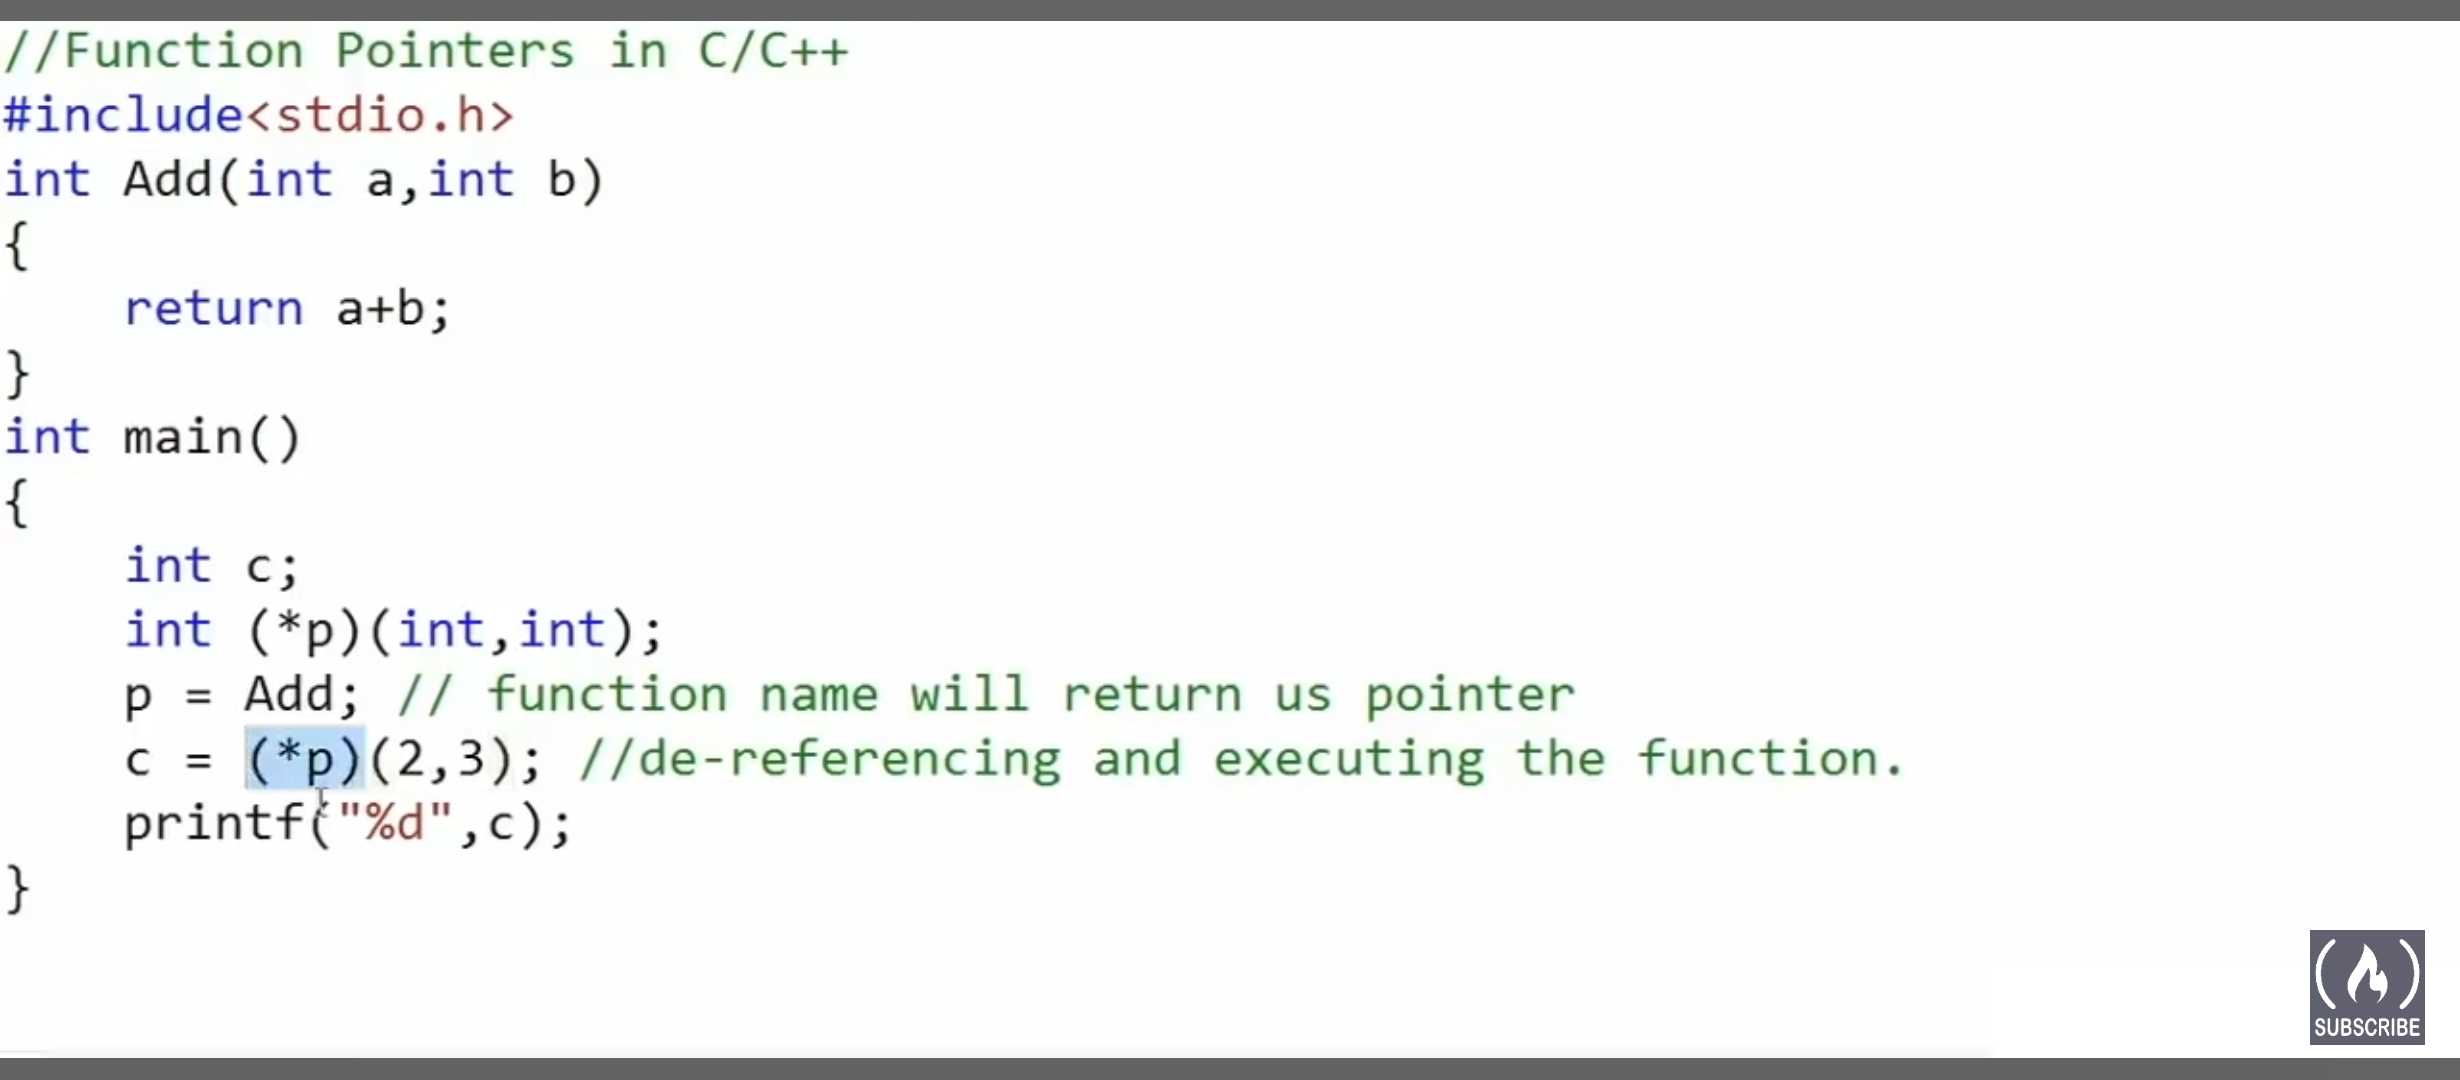 //Function Pointers in C/C++
#include<stdio.h>
int Add(int a,int b)
{
    return a+b;
}
int main()
{
    int c;
    int (*p)(int,int);
    p = Add; // function name will return us pointer
    c = (*p)(2,3); //de-referencing and executing the function.
    printf("%d",c);
}
SUBSCRIBE